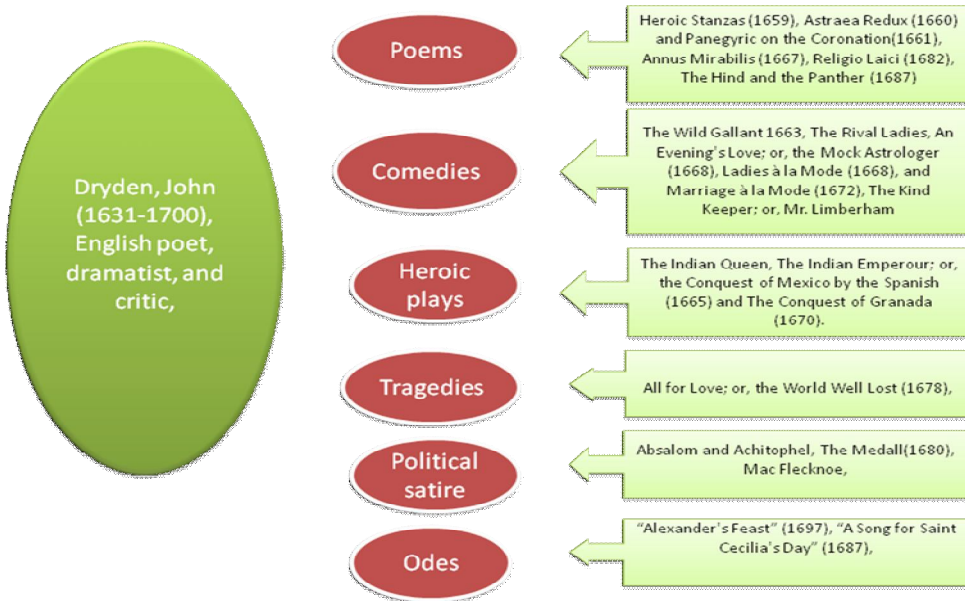 Dryden, John
(1631-1700),
English poet,
dramatist, and
critic,
Poems
Heroic Stanzas (1659), Astraea Redux (1660)
and Panegyric on the Coronation(1661),
Annus Mirabilis (1667), Religio Laici (1682),
The Hind and the Panther (1687)
Comedies
The Wild Gallant 1663, The Rival Ladies, An
Evening's Love; or, the Mock Astrologer
(1668), Ladies à la Mode (1668), and
Marriage à la Mode (1672), The Kind
Keeper; or, Mr. Limberham
Heroic
plays
The Indian Queen, The Indian Emperour; or,
the Conquest of Mexico by the Spanish
(1665) and The Conquest of Granada
(1670).
Tragedies
All for Love; or, the World Well Lost (1678),
Political
satire
Absalom and Achitophel, The Medall(1680),
Mac Flecknoe,
Odes
"Alexander's Feast" (1697), "A Song for Saint
Cecilia's Day" (1687),